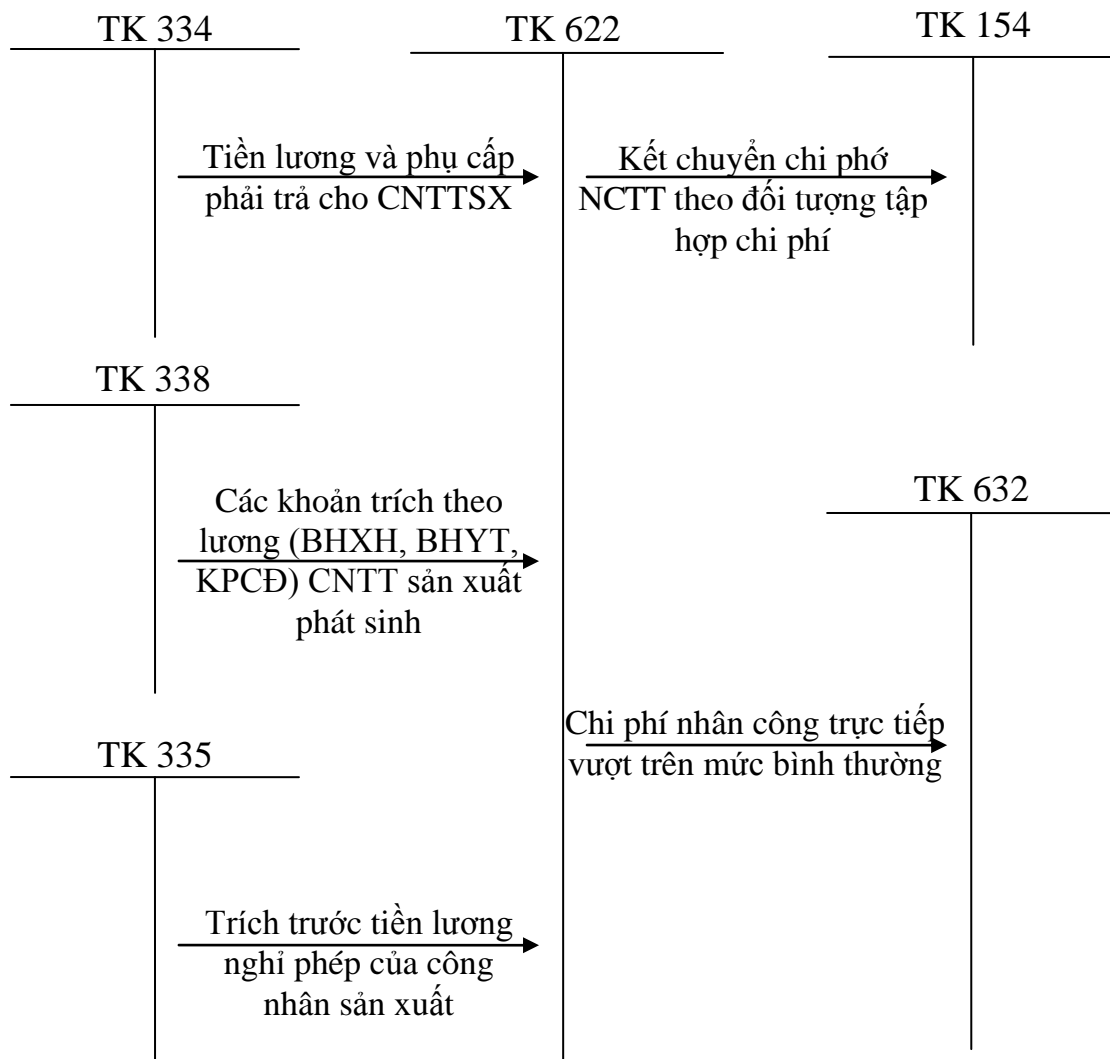 TK 334
TK 622
TK 154
Tiền lương và phụ cấp
phải trả cho CNTTSX
Kết chuyển chi phớ
NCTT theo đối tượng tập
hợp chi phí
TK 338
Các khoản trích theo
lương (BHXH, BHYT,
KPCĐ) CNTT sản xuất
phát sinh
TK 632
Chi phí nhân công trực tiếp
vượt trên mức bình thường
TK 335
Trích trước tiền lương
nghỉ phép của công
nhân sản xuất